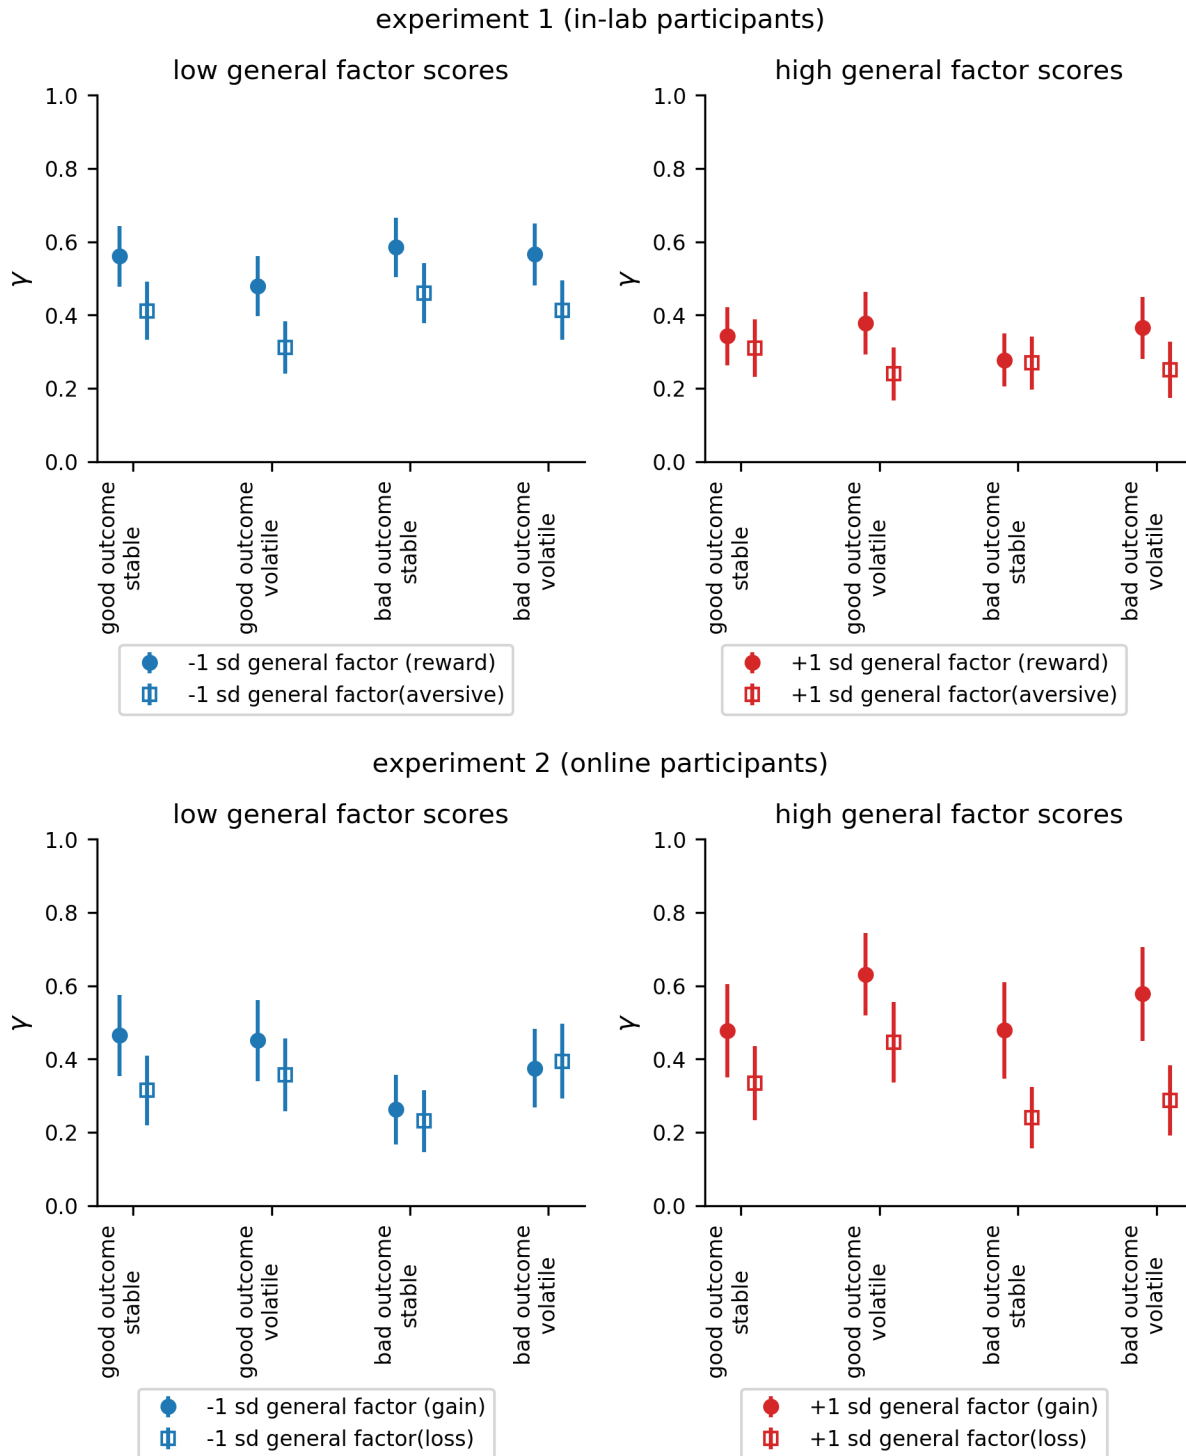 experiment 1 (in-lab participants)
low general factor scores
1.0
0.8
0.6
0.4
0.2
0.0
γ
good outcome
stable
good outcome
volatile
bad outcome
stable
bad outcome
volatile
-1 sd general factor (reward)
-1 sd general factor(aversive)
high general factor scores
1.0
0.8
0.6
0.4
0.2
0.0
γ
good outcome
stable
good outcome
volatile
bad outcome
stable
bad outcome
volatile
+1 sd general factor (reward)
+1 sd general factor(aversive)
experiment 2 (online participants)
low general factor scores
1.0
0.8
0.6
0.4
0.2
0.0
γ
good outcome
stable
good outcome
volatile
bad outcome
stable
bad outcome
volatile
-1 sd general factor (gain)
-1 sd general factor(loss)
high general factor scores
1.0
0.8
0.6
0.4
0.2
0.0
γ
good outcome
stable
good outcome
volatile
bad outcome
stable
bad outcome
volatile
+1 sd general factor (gain)
+1 sd general factor(loss)